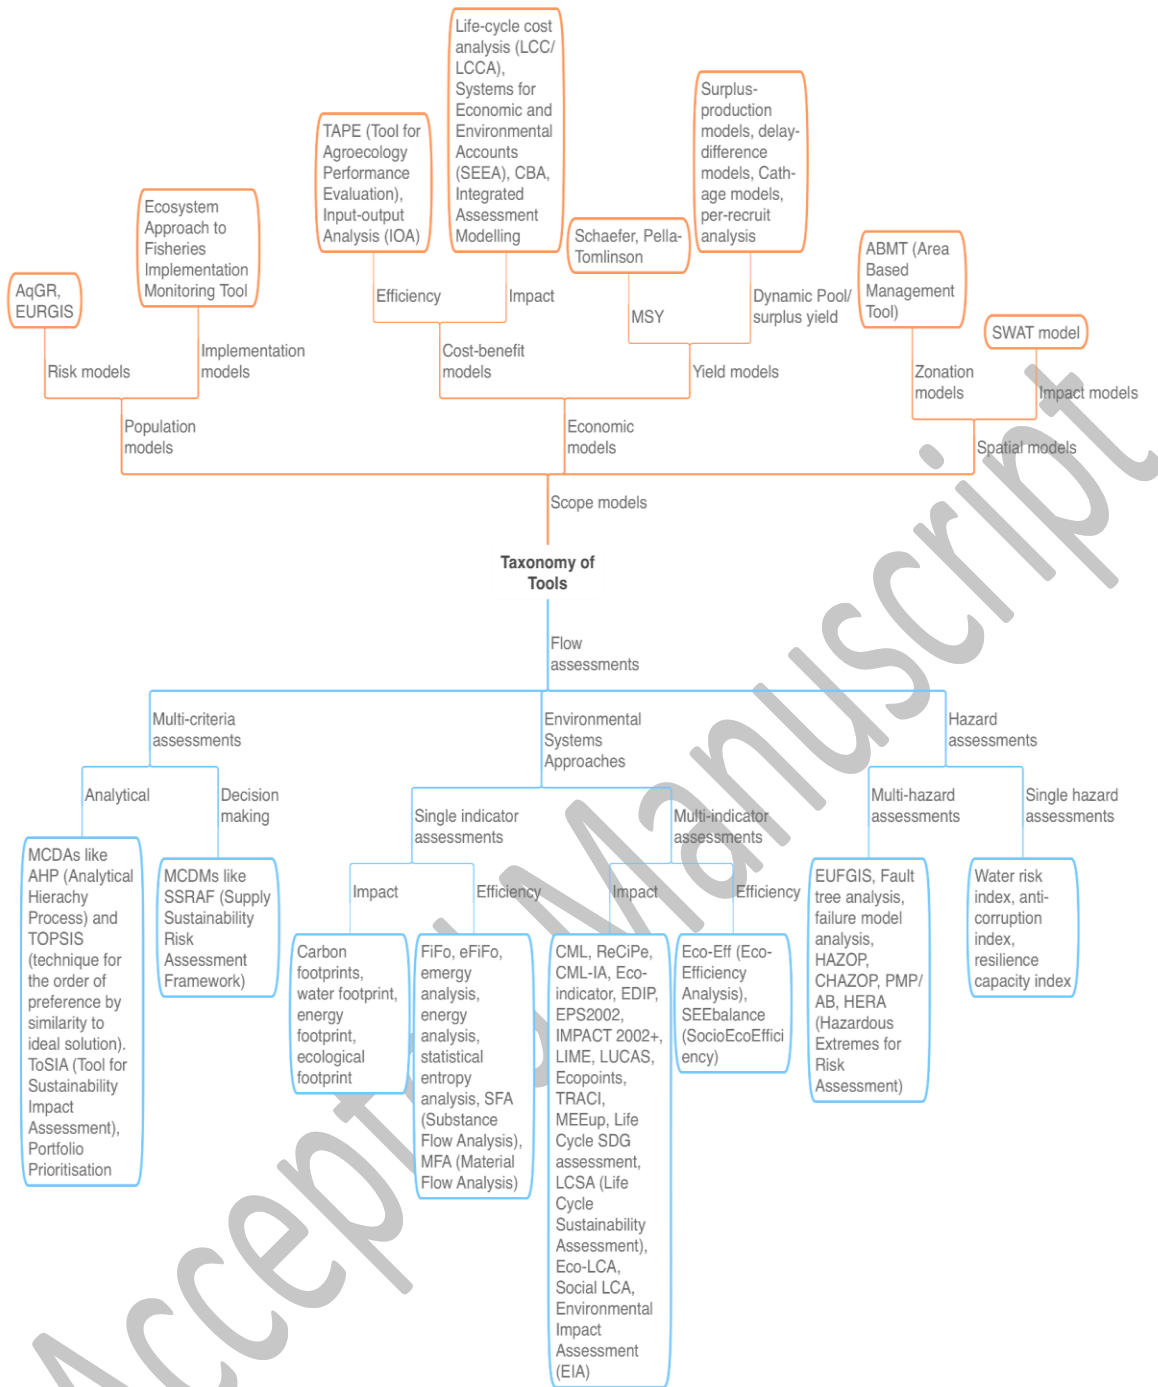 Life-cycle cost
analysis (LCC/
LCCA),
Systems for
Economic and
Environmental
Accounts
(SEEA), CBA,
Integrated
Assessment
Modelling
Surplus-
production
models, delay-
difference
models, Cath-
age models,
per-recruit
analysis
TAPE (Tool for
Agroecology
Performance
Evaluation),
Input-output
Analysis (IOA)
Ecosystem
Approach to
Fisheries
Implementation
Monitoring Tool
Schaefer, Pella-
Tomlinson
ABMT (Area
Based
Management
Tool)
AqGR,
EURGIS
SWAT model
Efficiency
Impact
MSY
Dynamic Pool/
surplus yield
Risk models
Implementation
models
Cost-benefit
models
Yield models
Zonation
models
Impact models
Population
models
Economic
models
Spatial models
Scope models
Taxonomy of
Tools
Flow
assessments
Multi-criteria
assessments
Environmental
Systems
Approaches
Hazard
assessments
Analytical
Decision
making
Single indicator
assessments
Multi-indicator
assessments
Multi-hazard
assessments
Single hazard
assessments
Impact
Efficiency
Impact
Efficiency
MCDAs like
AHP (Analytical
Hierachy
Process) and
TOPSIS
(technique for
the order of
preference by
similarity to
ideal solution).
ToSIA (Tool for
Sustainability
Impact
Assessment),
Portfolio
Prioritisation
MCDMs like
SSRAF (Supply
Sustainability
Risk
Assessment
Framework)
Carbon
footprints,
water footprint,
energy
footprint,
ecological
footprint
FiFo, eFiFo,
emergy
analysis,
energy
analysis,
statistical
entropy
analysis, SFA
(Substance
Flow Analysis),
MFA (Material
Flow Analysis)
CML, ReCiPe,
CML-IA, Eco-
indicator, EDIP,
EPS2002,
IMPACT 2002+,
LIME, LUCAS,
Ecopoints,
TRACI,
MEEup, Life
Cycle SDG
assessment,
LCSA (Life
Cycle
Sustainability
Assessment),
Eco-LCA,
Social LCA,
Environmental
Impact
Assessment
(EIA)
Eco-Eff (Eco-
Efficiency
Analysis),
SEEbalance
(SocioEcoEffici
ency)
EUFGIS, Fault
tree analysis,
failure model
analysis,
HAZOP,
CHAZOP, PMP/
AB, HERA
(Hazardous
Extremes for
Risk
Assessment)
Water risk
index, anti-
corruption
index,
resilience
capacity index
Accepted Manuscript